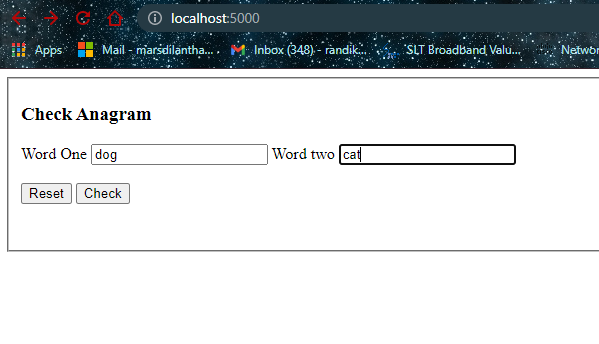 localhost:5000
Apps Mail - marsdilantha... Inbox (348) - randik... SLT Broadband Valu... Networ
Check Anagram
Word One dog Word two cat
Reset Check